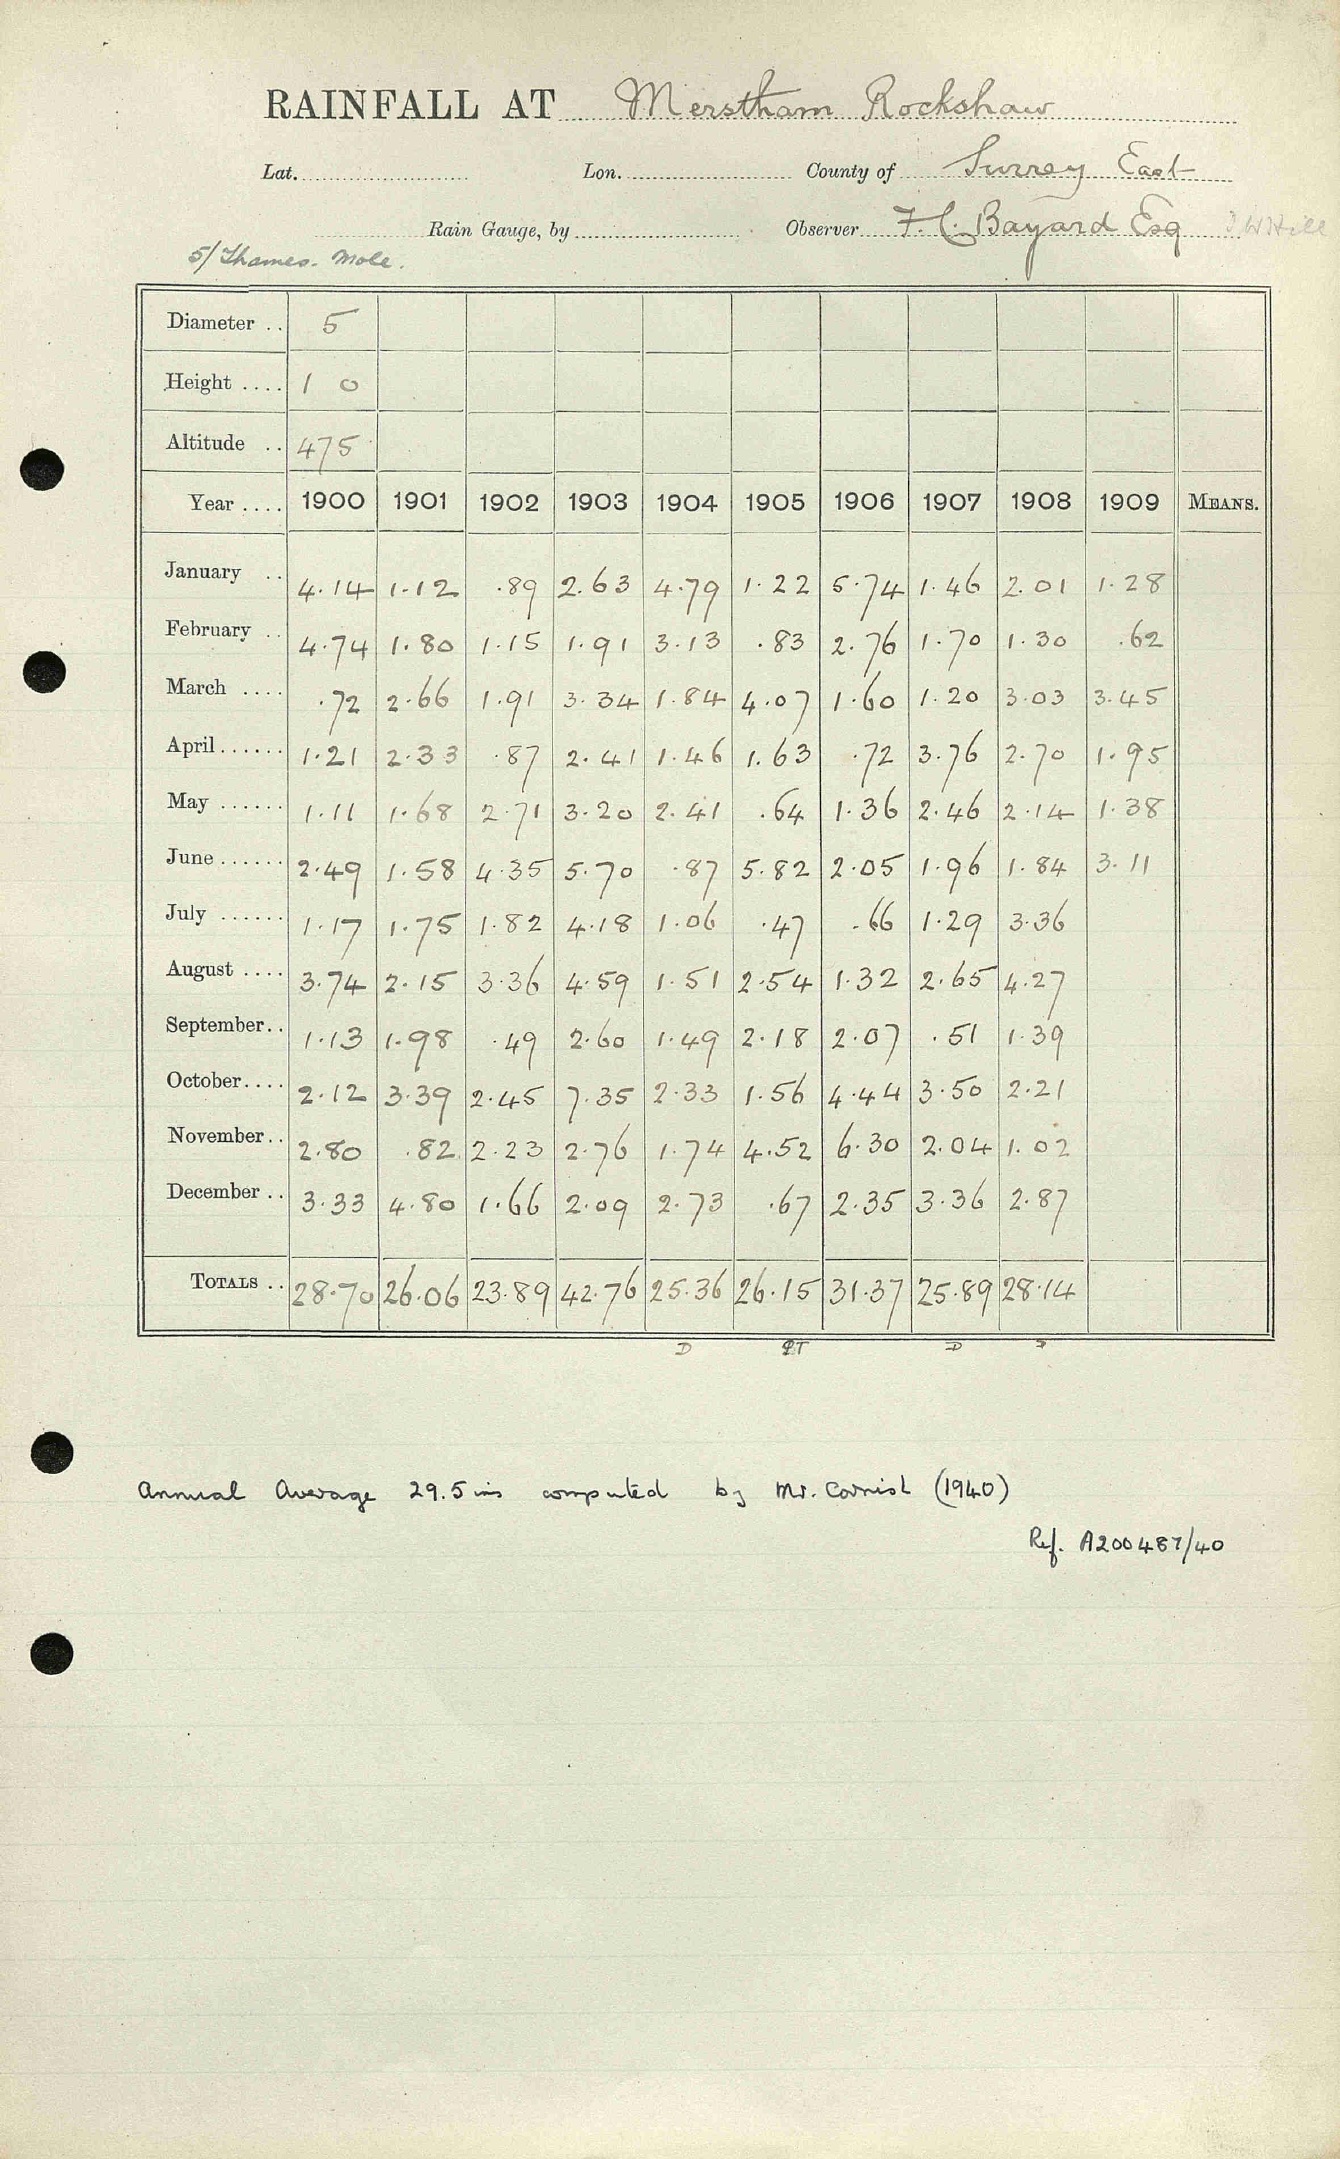 RAINFALL AT Merstham Rockshaw
Lat. Lon. County of Surrey East
Rain Gauge, by Observer F.C. Bayard Esq
5/ Thames. Mole.
Diameter .. 5
Height .... 1 0
Altitude .. 475
Year .... 1900 1901 1902 1903 1904 1905 1906 1907 1908 1909 MEANS.
January .. 4.14 1.12 .89 2.63 4.79 1.22 5.74 1.46 2.01 1.28
February .. 4.74 1.80 1.15 1.91 3.13 .83 2.76 1.70 1.30 .62
March .... .72 2.66 1.91 3.34 1.84 4.07 1.60 1.20 3.03 3.45
April ...... 1.21 2.33 .87 2.41 1.46 1.63 .72 3.76 2.70 1.95
May ...... 1.11 1.68 2.71 3.20 2.41 .64 1.36 2.46 2.14 1.38
June ...... 2.49 1.58 4.35 5.70 .87 5.82 2.05 1.96 1.84 3.11
July ...... 1.17 1.75 1.82 4.18 1.06 .47 .66 1.29 3.36
August .... 3.74 2.15 3.36 4.59 1.51 2.54 1.32 2.65 4.27
September.. 1.13 1.98 .49 2.60 1.49 2.18 2.07 .51 1.39
October.... 2.12 3.39 2.45 7.35 2.33 1.56 4.44 3.50 2.21
November.. 2.80 .82 2.23 2.76 1.74 4.52 6.30 2.04 1.02
December .. 3.33 4.80 1.66 2.09 2.73 .67 2.35 3.36 2.87
TOTALS .. 28.70 26.06 23.89 42.76 25.36 26.15 31.37 25.89 28.14
D D
Annual Average 29.5 ins computed by Mr. Cornish (1940)
Ref. A200487/40